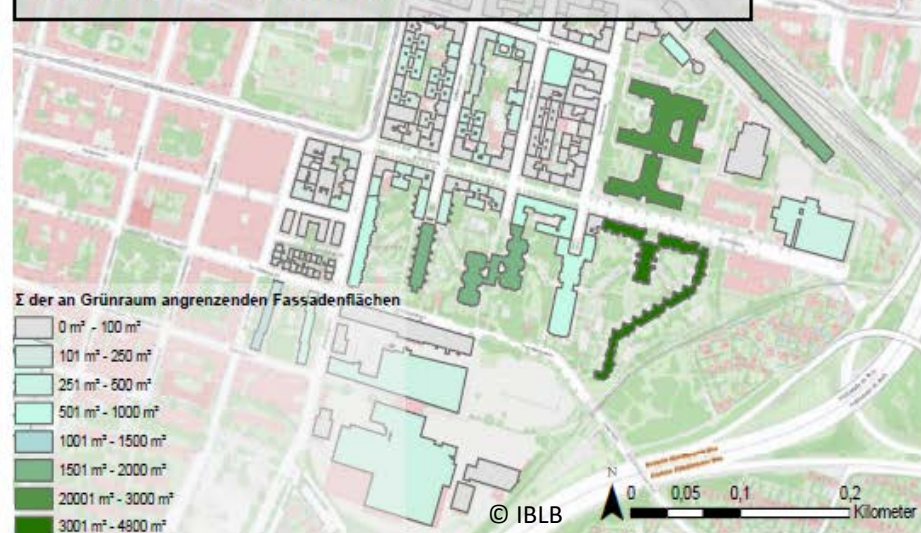 Σ der an Grünraum angrenzenden Fassadenflächen
0 m² - 100 m²
101 m² - 250 m²
251 m² - 500 m²
501 m² - 1000 m²
1001 m² - 1500 m²
1501 m² - 2000 m²
20001 m² - 3000 m²
3001 m² - 4800 m²
© IBLB
N
0 0,05 0,1 0,2
Kilometer